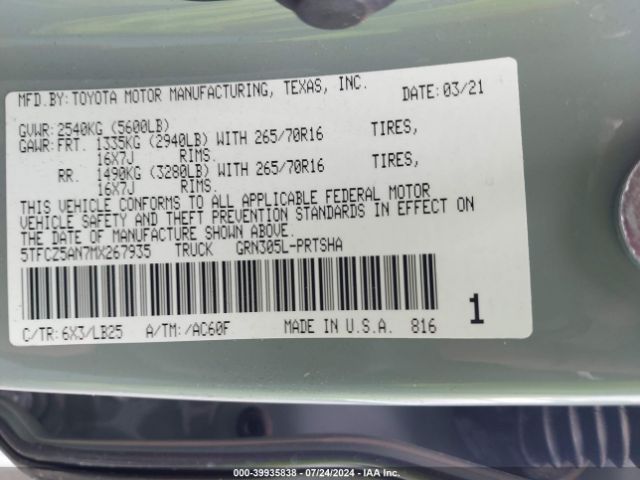 MFD.BY: TOYOTA MOTOR MANUFACTURING, TEXAS, INC. DATE: 03/21
GVWR: 2540KG (5600LB)
GAWR: FRT. 1335KG (2940LB) WITH 265/70R16 TIRES,
16X7J RIMS.
RR. 1490KG (3280LB) WITH 265/70R16 TIRES,
16X7J RIMS.
THIS VEHICLE CONFORMS TO ALL APPLICABLE FEDERAL MOTOR
VEHICLE SAFETY AND THEFT PREVENTION STANDARDS IN EFFECT ON
THE DATE OF MANUFACTURE SHOWN ABOVE.
5TFCZ5AN7MX267935 TRUCK GRN305L-PRTSHA
C/TR: 6X3/LB25 A/TM: /AC60F MADE IN U.S.A. 816 1
000-39935838 - 07/24/2024 - IAA Inc.